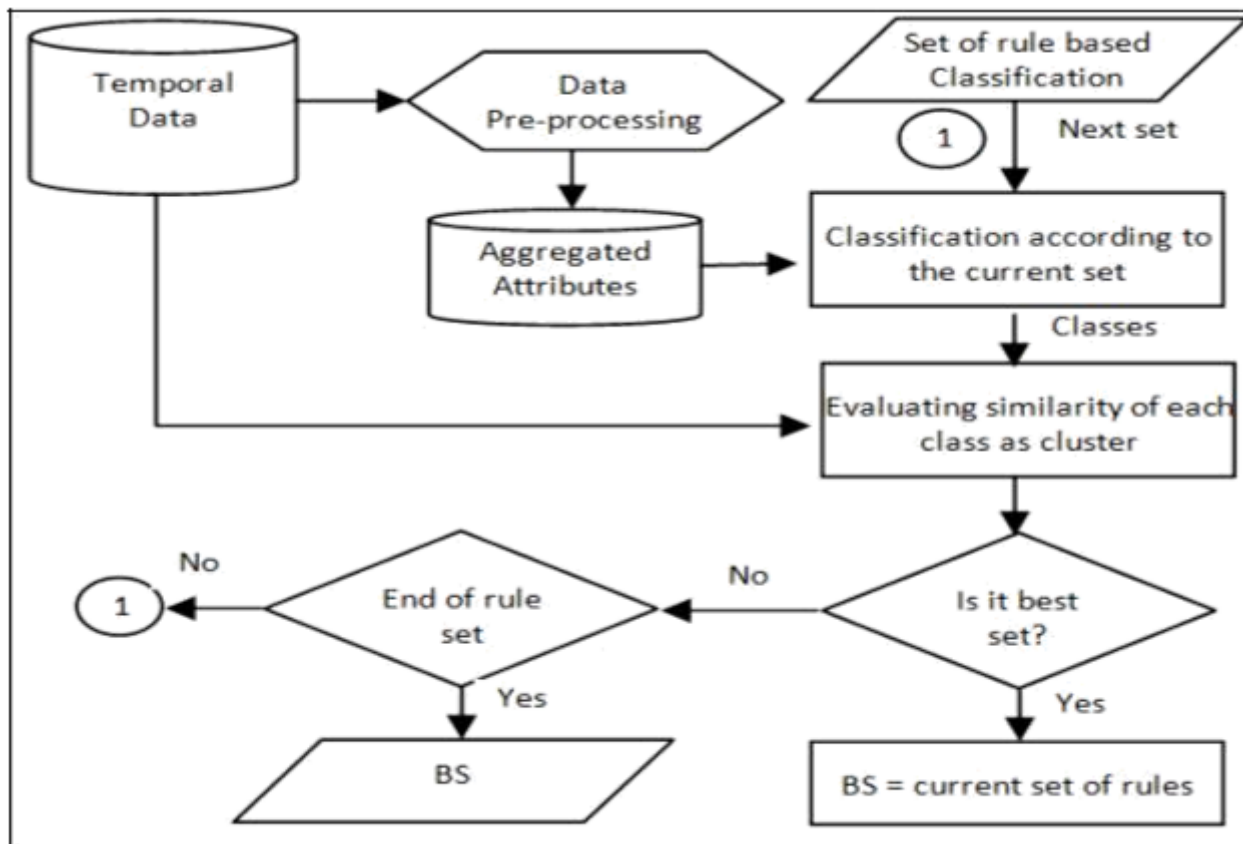 Temporal
Data
Data
Pre-processing
Set of rule based
Classification
1
Next set
Aggregated
Attributes
Classification according to
the current set
Classes
Evaluating similarity of each
class as cluster
Is it best
set?
No
End of rule
set
No
1
Yes
BS
Yes
BS = current set of rules